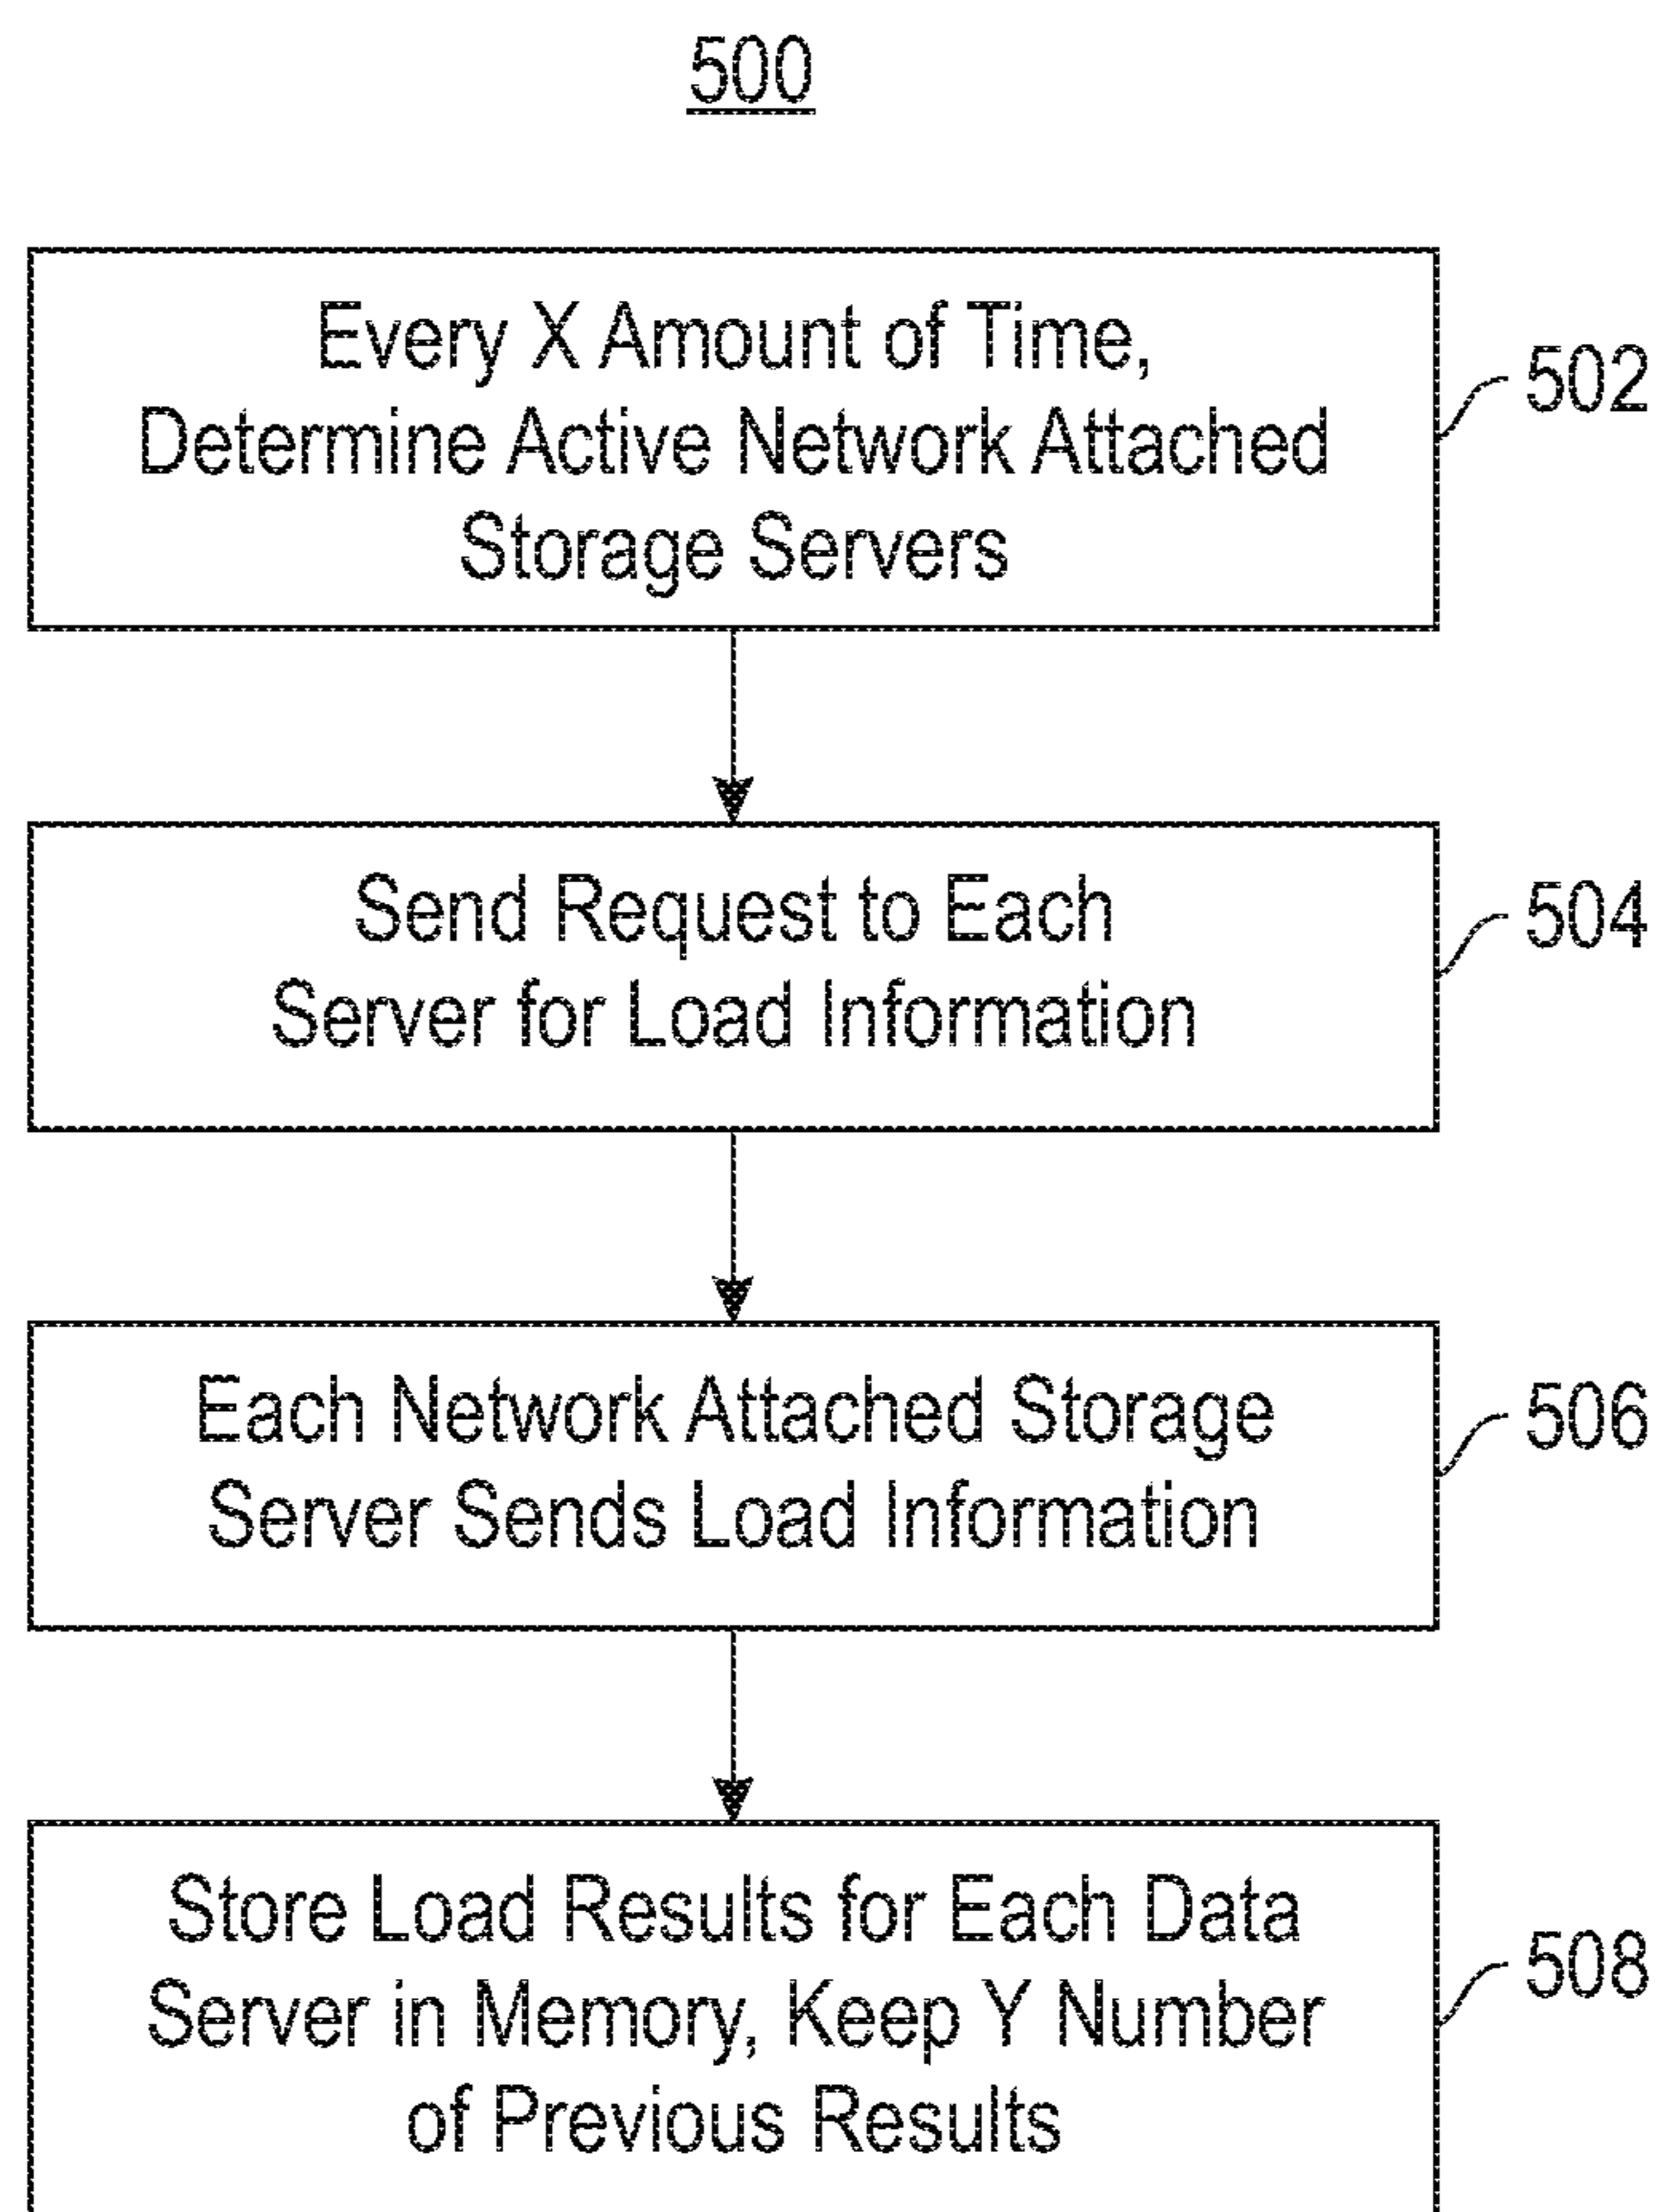 500
Every X Amount of Time,
Determine Active Network Attached
Storage Servers
502
Send Request to Each
Server for Load Information
504
Each Network Attached Storage
Server Sends Load Information
506
Store Load Results for Each Data
Server in Memory, Keep Y Number
of Previous Results
508